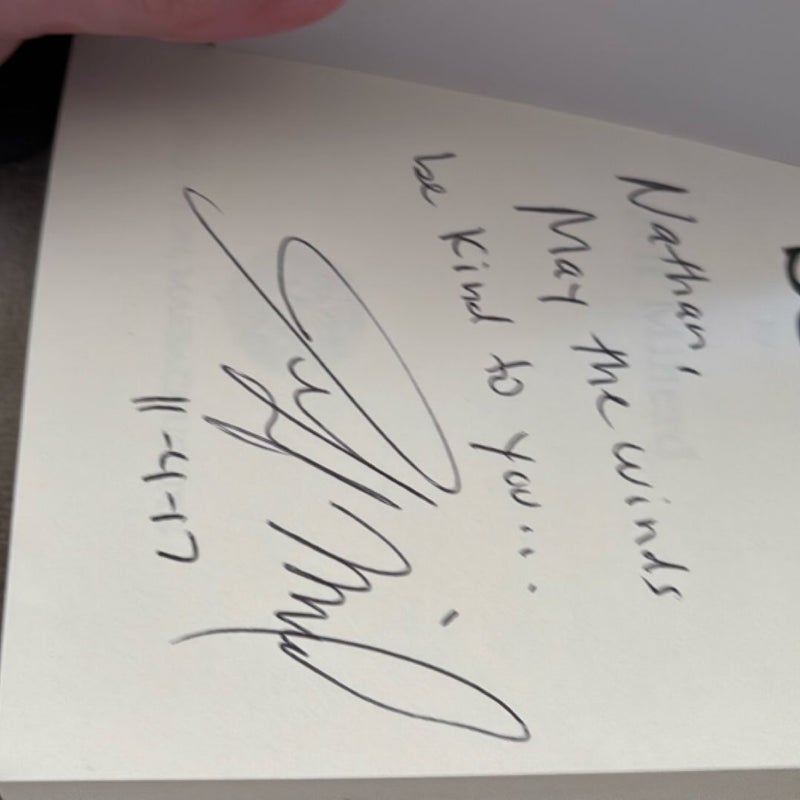 Nathan,
May the winds
be kind to you...
11-4-17